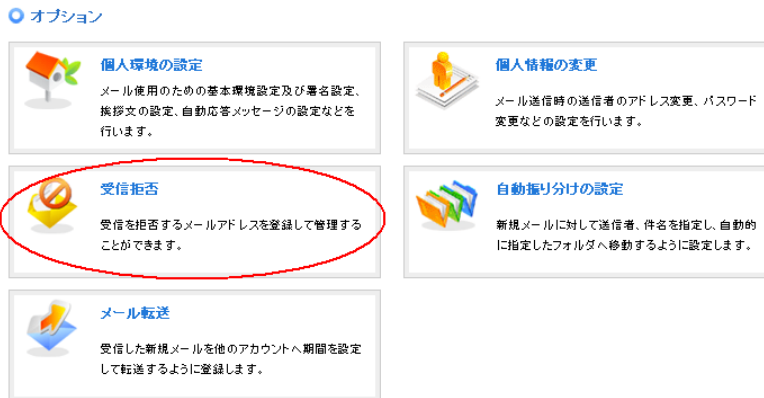 オプション
個人環境の設定
メール使用のための基本環境設定及び署名設定、
挨拶文の設定、自動応答メッセージの設定などを
行います。
個人情報の変更
メール送信時の送信者のアドレス変更、パスワード
変更などの設定を行います。
受信拒否
受信を拒否するメールアドレスを登録して管理する
ことができます。
自動振り分けの設定
新規メールに対して送信者、件名を指定し、自動的
に指定したフォルダへ移動するように設定します。
メール転送
受信した新規メールを他のアカウントへ期間を設定
して転送するように登録します。